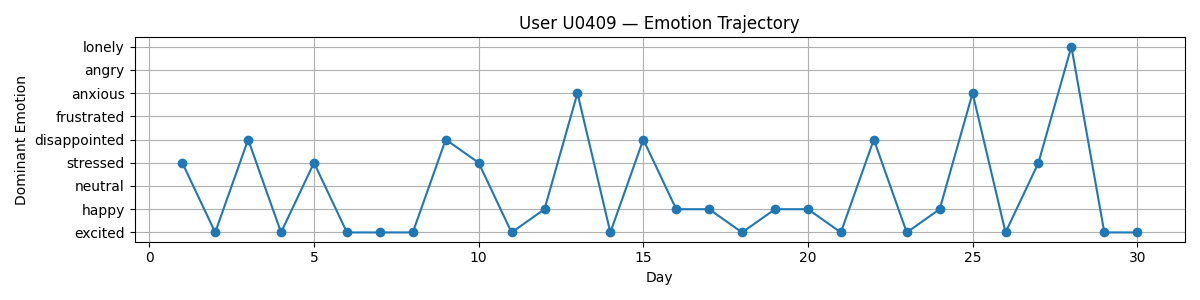 User U0409 — Emotion Trajectory
Dominant Emotion
lonely
angry
anxious
frustrated
disappointed
stressed
neutral
happy
excited
0 5 10 15 20 25 30
Day